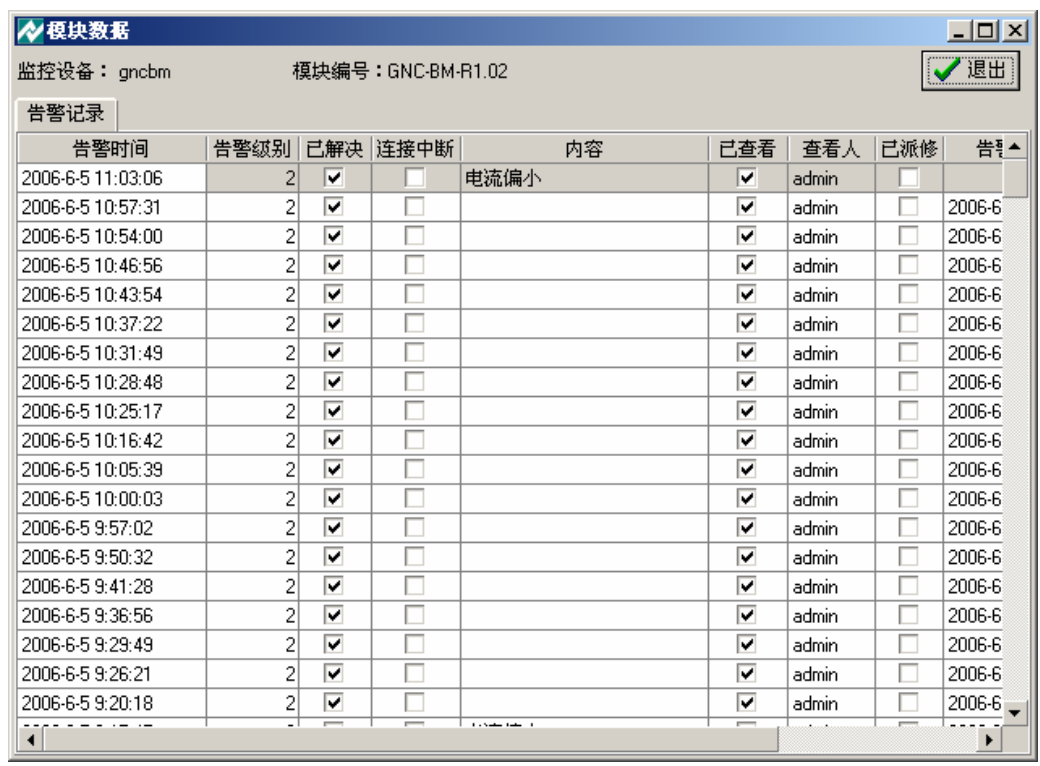 模块数据
监控设备： gncbm 模块编号：GNC-BM-R1.02 退出
告警记录
告警时间 告警级别 已解决 连接中断 内容 已查看 查看人 已派修 告警
2006-6-5 11:03:06 2 电流偏小 admin
2006-6-5 10:57:31 2 admin 2006-6
2006-6-5 10:54:00 2 admin 2006-6
2006-6-5 10:46:56 2 admin 2006-6
2006-6-5 10:43:54 2 admin 2006-6
2006-6-5 10:37:22 2 admin 2006-6
2006-6-5 10:31:49 2 admin 2006-6
2006-6-5 10:28:48 2 admin 2006-6
2006-6-5 10:25:17 2 admin 2006-6
2006-6-5 10:16:42 2 admin 2006-6
2006-6-5 10:05:39 2 admin 2006-6
2006-6-5 10:00:03 2 admin 2006-6
2006-6-5 9:57:02 2 admin 2006-6
2006-6-5 9:50:32 2 admin 2006-6
2006-6-5 9:41:28 2 admin 2006-6
2006-6-5 9:36:56 2 admin 2006-6
2006-6-5 9:29:49 2 admin 2006-6
2006-6-5 9:26:21 2 admin 2006-6
2006-6-5 9:20:18 2 admin 2006-6